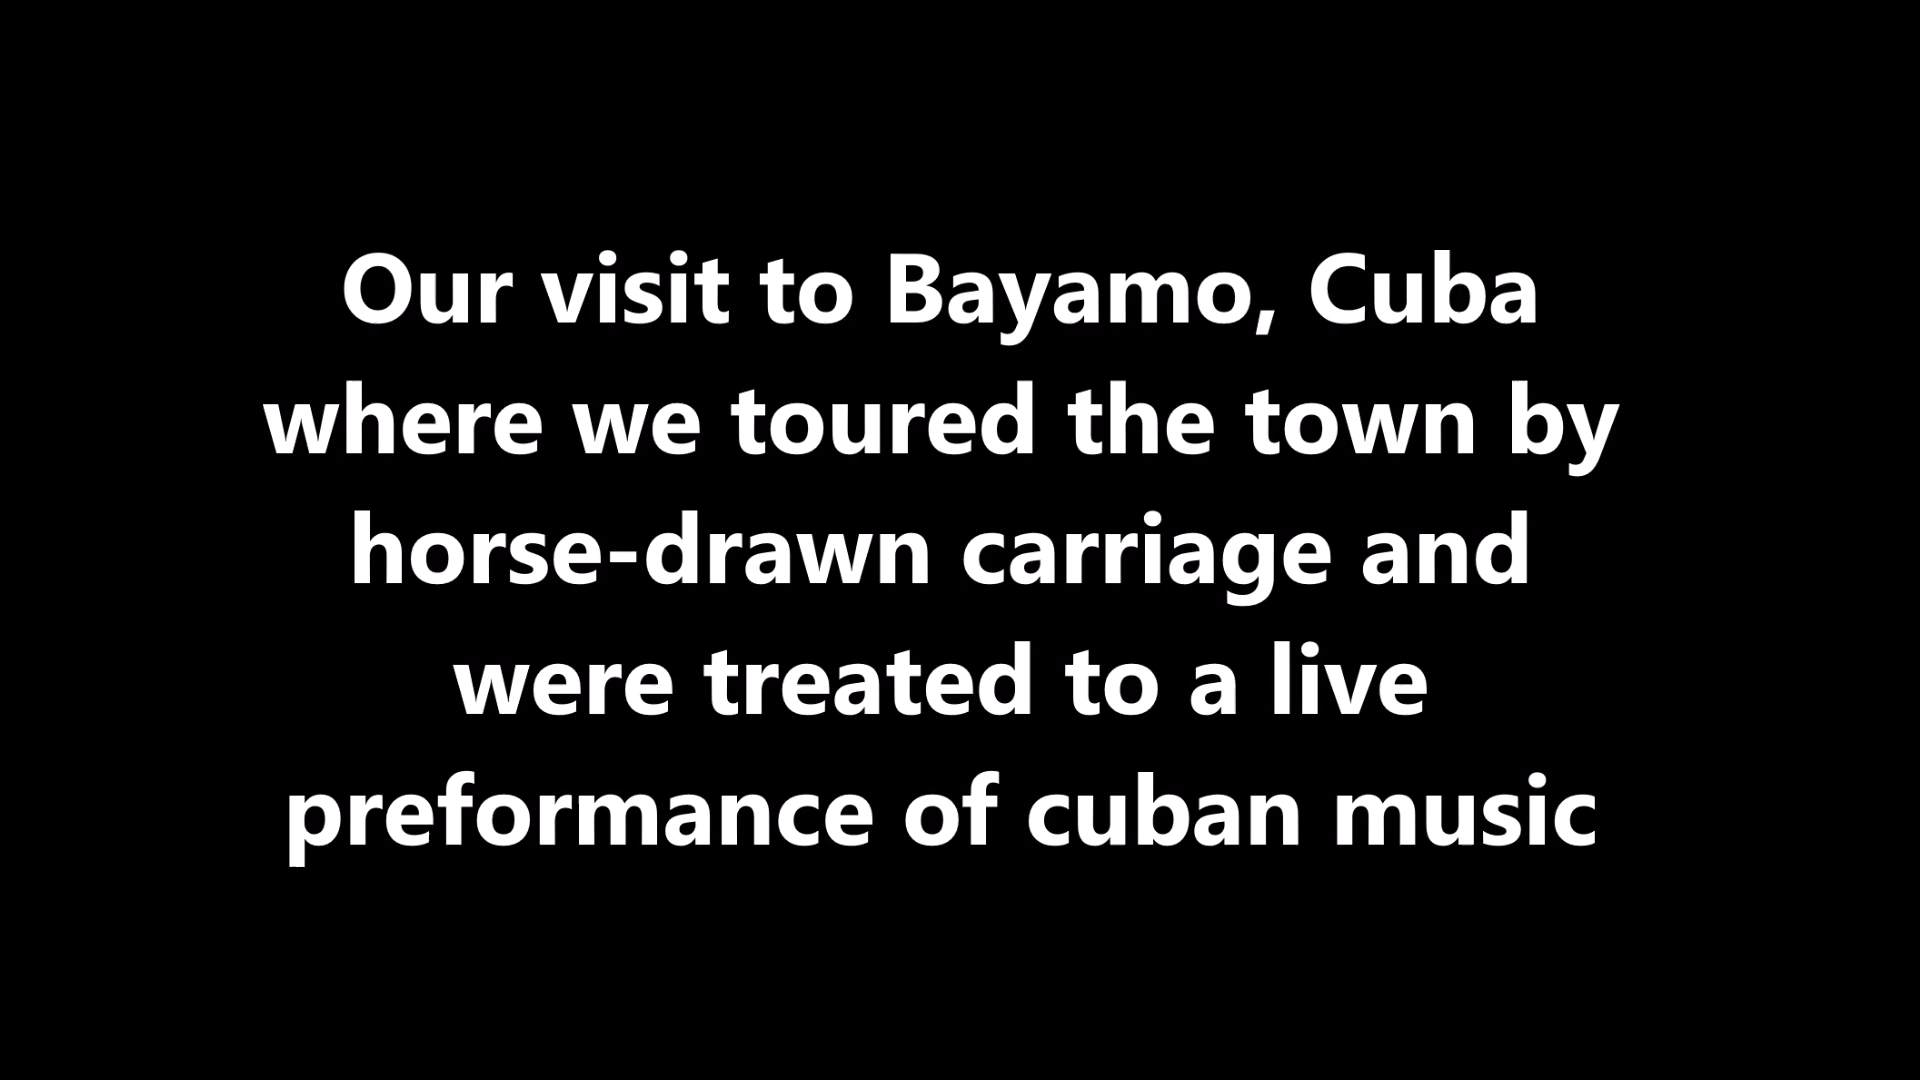 Our visit to Bayamo, Cuba
where we toured the town by
horse-drawn carriage and
were treated to a live
preformance of cuban music